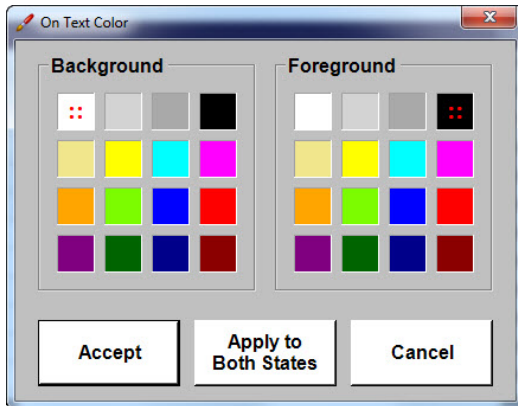 On Text Color
Background
Foreground
Accept
Apply to
Both States
Cancel